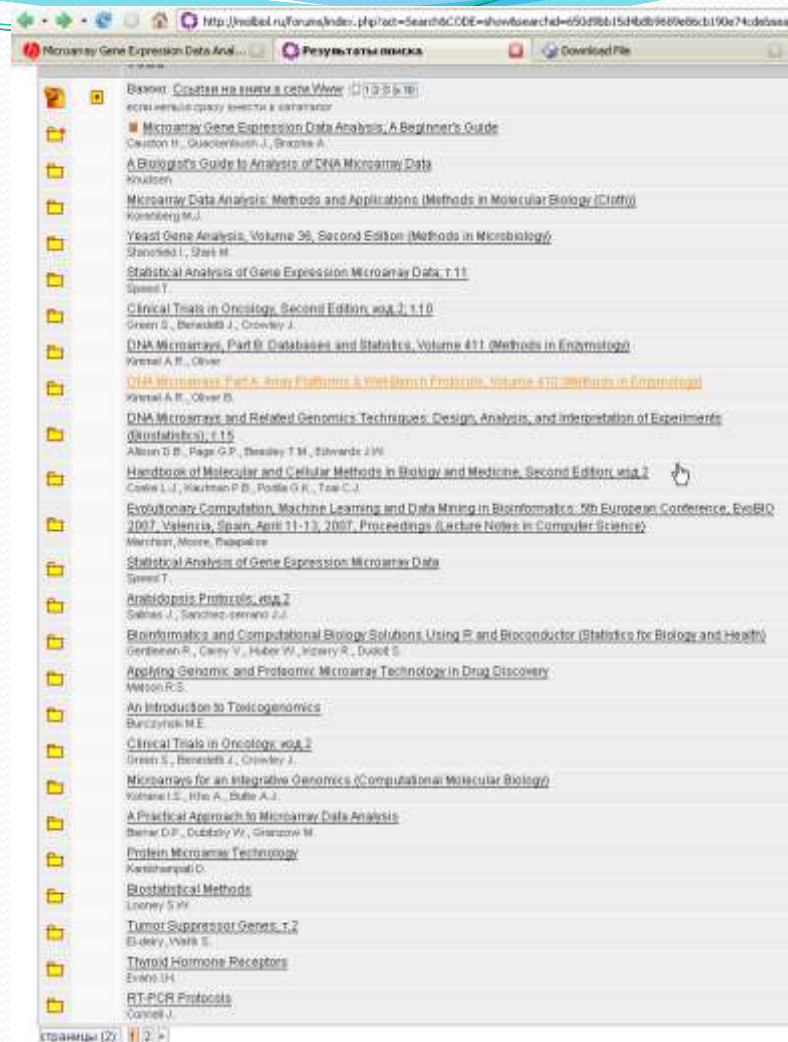 Microarray Gene Expression Data Anal...
Результаты поиска
Download File
Важно: Ссылки на книги в сети Www
если нельзя сразу внести в кататалог
Microarray Gene Expression Data Analysis: A Beginner's Guide
Causton H., Quackenbush J., Brazma A.
A Biologist's Guide to Analysis of DNA Microarray Data
Knudsen
Microarray Data Analysis: Methods and Applications (Methods in Molecular Biology (Cloth))
Korenberg M.J.
Yeast Gene Analysis, Volume 36, Second Edition (Methods in Microbiology)
Stansfield I., Stark M.
Statistical Analysis of Gene Expression Microarray Data, т.11
Speed T.
Clinical Trials in Oncology, Second Edition, изд.2; т.10
Green S., Benedetti J., Crowley J.
DNA Microarrays, Part B: Databases and Statistics, Volume 411 (Methods in Enzymology)
Kimmel A.R., Oliver
DNA Microarrays Part A: Array Platforms & Wet-Bench Protocols, Volume 410 (Methods in Enzymology)
Kimmel A.R., Oliver B.
DNA Microarrays and Related Genomics Techniques: Design, Analysis, and Interpretation of Experiments
(Biostatistics), т.15
Allison D.B., Page G.P., Beasley T.M., Edwards J.W.
Handbook of Molecular and Cellular Methods in Biology and Medicine, Second Edition, изд.2
Cseke L.J., Kaufman P.B., Podila G.K., Tsai C.J.
Evolutionary Computation, Machine Learning and Data Mining in Bioinformatics: 5th European Conference, EvoBIO
2007, Valencia, Spain, April 11-13, 2007, Proceedings (Lecture Notes in Computer Science)
Marchiori, Moore, Rajapakse
Statistical Analysis of Gene Expression Microarray Data
Speed T.
Arabidopsis Protocols, изд.2
Salinas J., Sanchez-serrano J.J.
Bioinformatics and Computational Biology Solutions Using R and Bioconductor (Statistics for Biology and Health)
Gentleman R., Carey V., Huber W., Irizarry R., Dudoit S.
Applying Genomic and Proteomic Microarray Technology in Drug Discovery
Matson R.S.
An Introduction to Toxicogenomics
Burczynski M.E.
Clinical Trials in Oncology, изд.2
Green S., Benedetti J., Crowley J.
Microarrays for an Integrative Genomics (Computational Molecular Biology)
Kohane I.S., Kho A., Butte A.J.
A Practical Approach to Microarray Data Analysis
Berrar D.P., Dubitzky W., Granzow M.
Protein Microarray Technology
Kambhampati D.
Biostatistical Methods
Looney S.W.
Tumor Suppressor Genes, т.2
El-deiry, Wafik S.
Thyroid Hormone Receptors
Evans I.H.
RT-PCR Protocols
Connell J.
страницы (2): 1 2 »